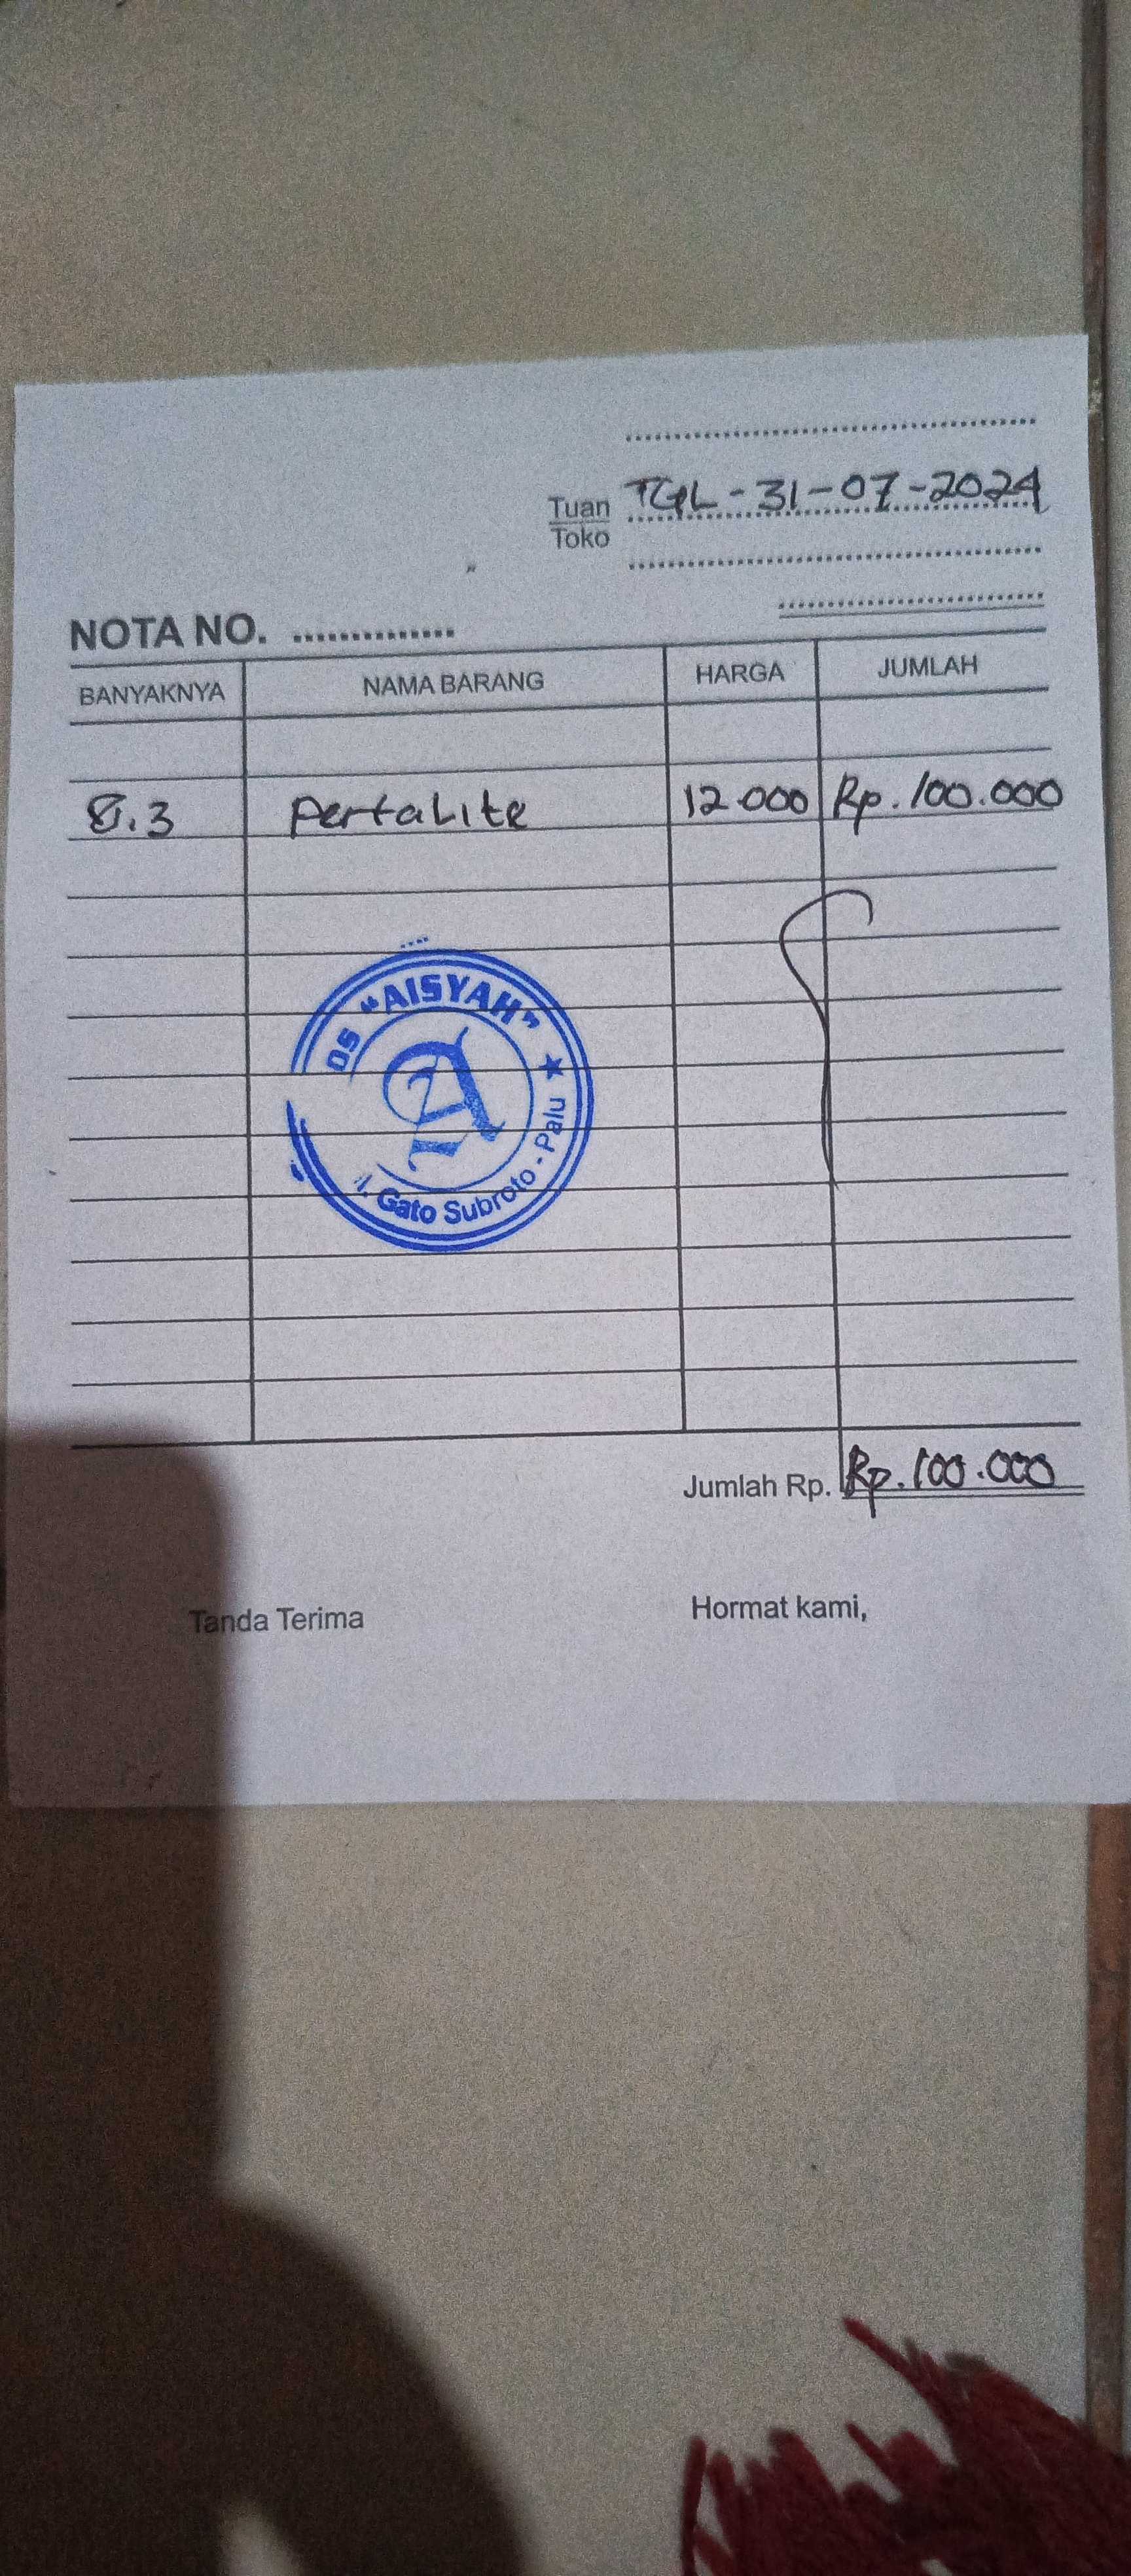 Tuan
Toko
TGL - 31-07-2024
NOTA NO.
BANYAKNYA NAMA BARANG HARGA JUMLAH
8.3 pertaLite 12.000 Rp. 100.000
OS "AISYAH" ★
A
l. Gato Subroto - Palu
Jumlah Rp. Rp. 100.000
Tanda Terima Hormat kami,